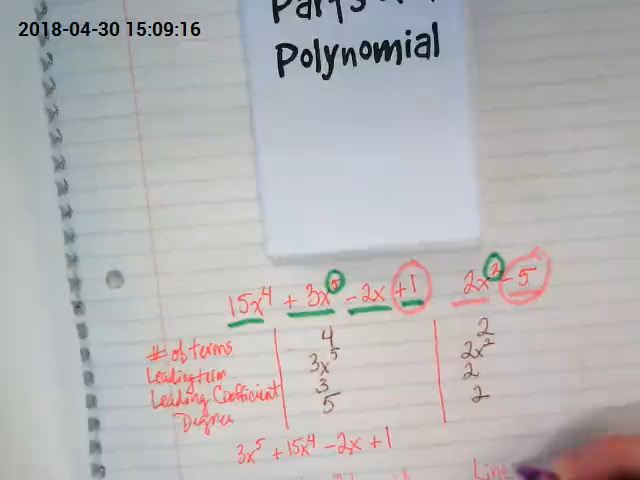 2018-04-30 15:09:16
Parts
Polynomial
15x⁴ + 3x⁵ - 2x + 1 2x² - 5
# of terms 4 2
Leading term 3x⁵ 2x²
Leading Coefficient 3 2
Degree 5 2
3x⁵ + 15x⁴ - 2x + 1
Line